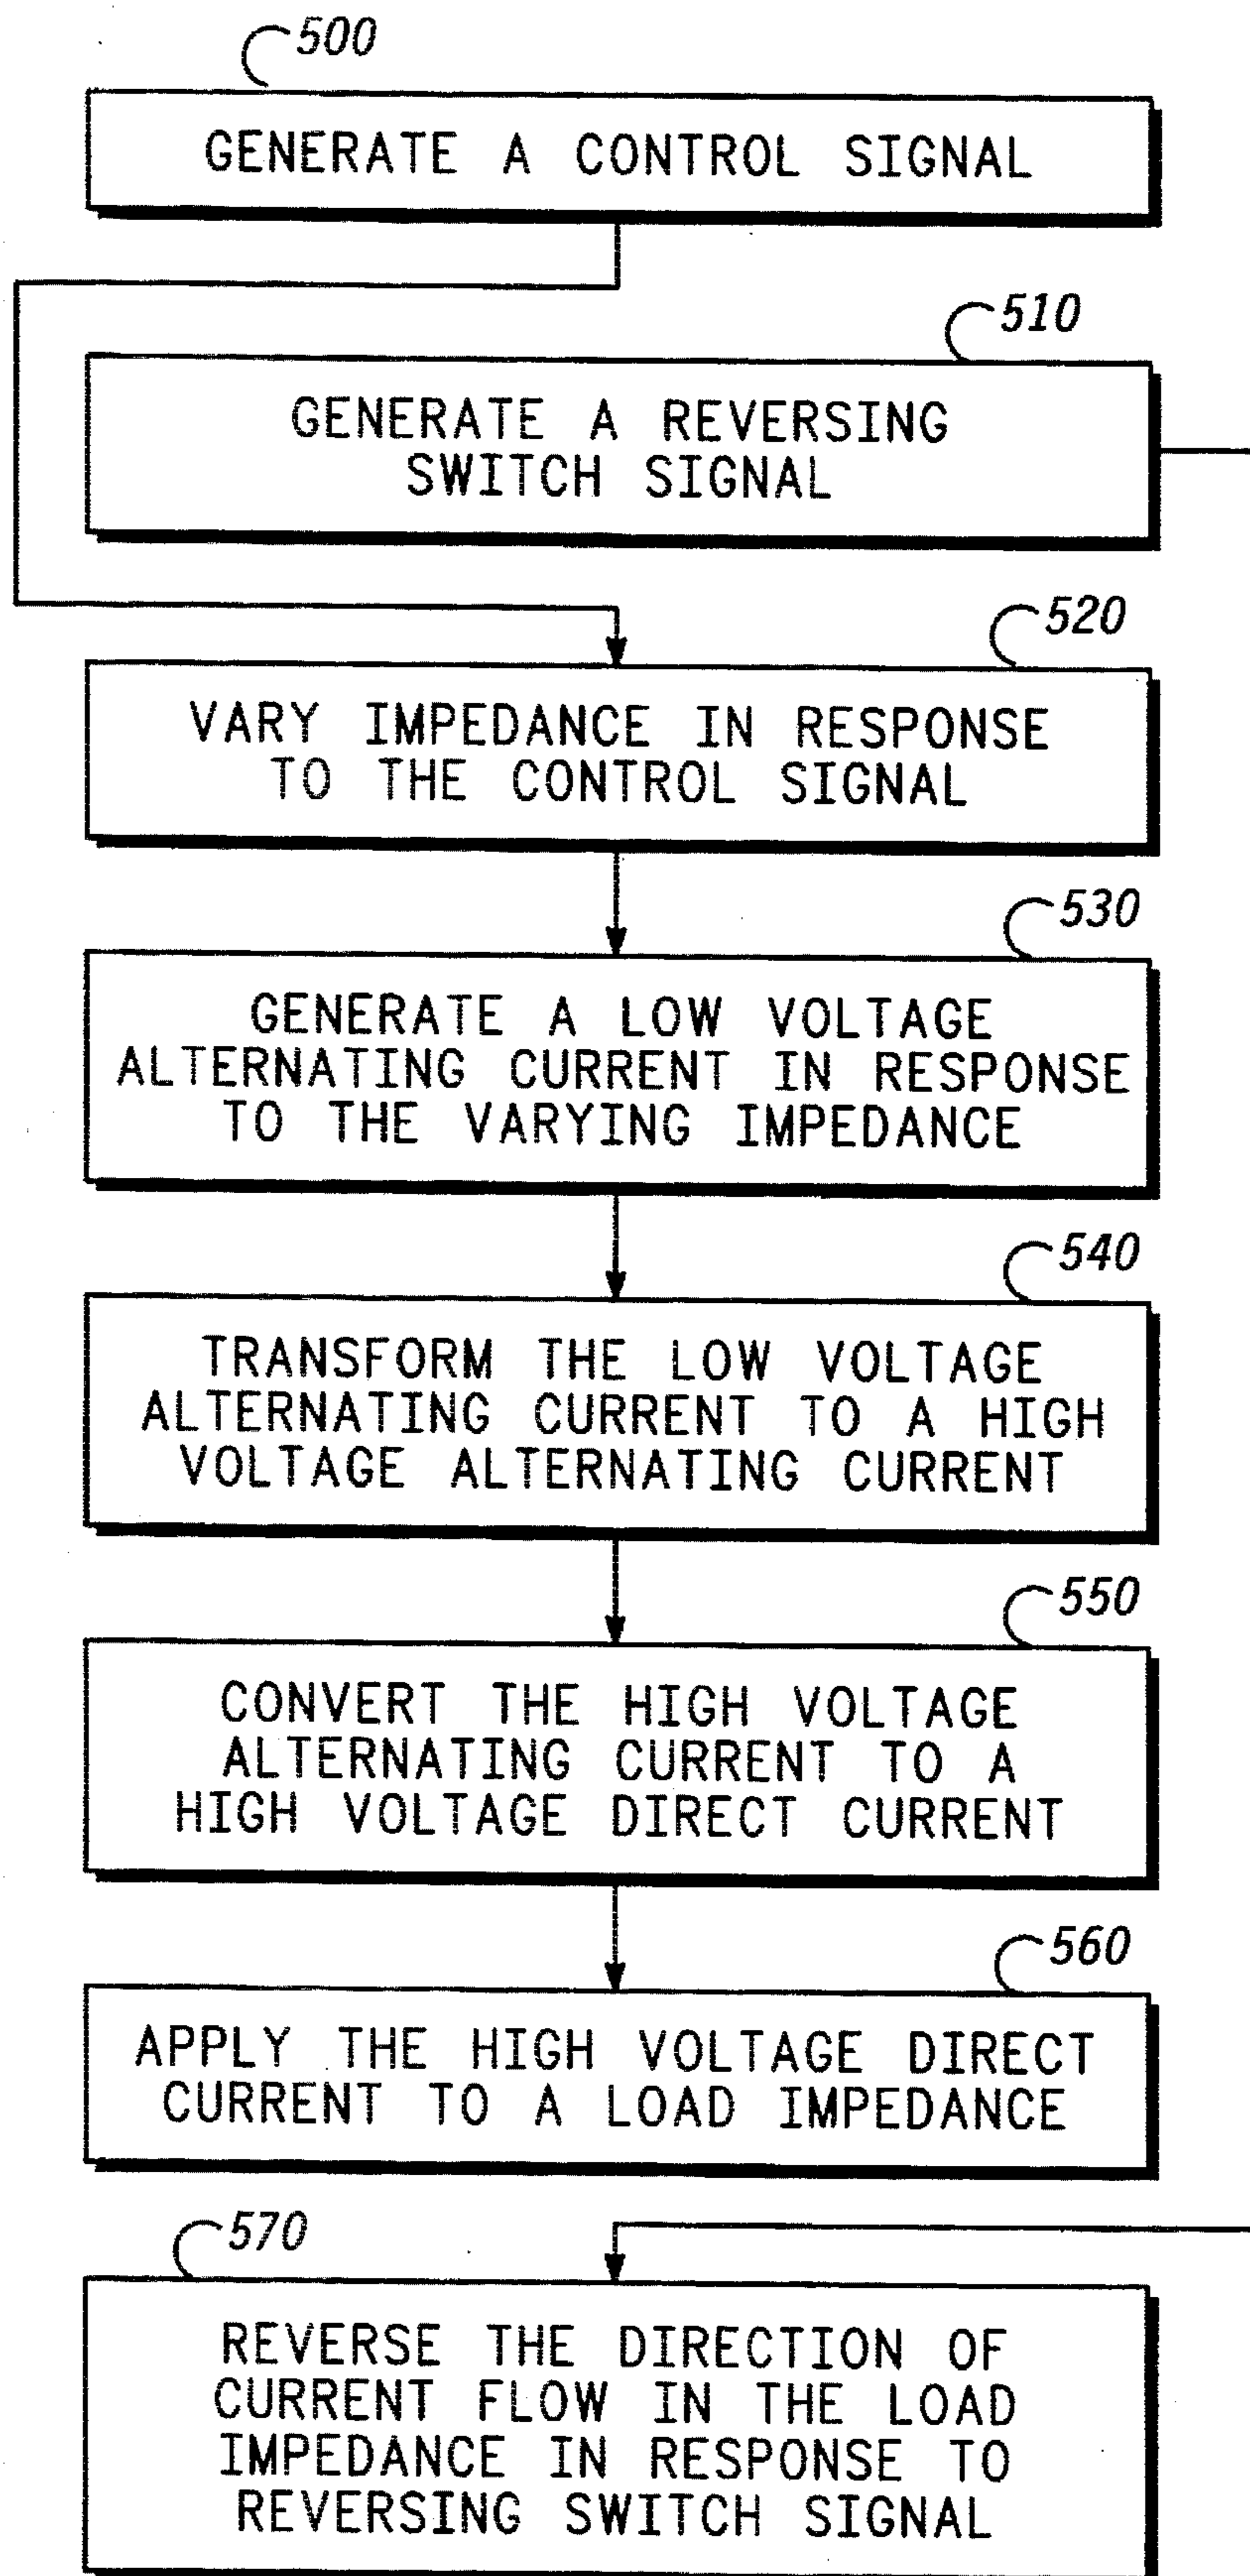 500
GENERATE A CONTROL SIGNAL
510
GENERATE A REVERSING
SWITCH SIGNAL
520
VARY IMPEDANCE IN RESPONSE
TO THE CONTROL SIGNAL
530
GENERATE A LOW VOLTAGE
ALTERNATING CURRENT IN RESPONSE
TO THE VARYING IMPEDANCE
540
TRANSFORM THE LOW VOLTAGE
ALTERNATING CURRENT TO A HIGH
VOLTAGE ALTERNATING CURRENT
550
CONVERT THE HIGH VOLTAGE
ALTERNATING CURRENT TO A
HIGH VOLTAGE DIRECT CURRENT
560
APPLY THE HIGH VOLTAGE DIRECT
CURRENT TO A LOAD IMPEDANCE
570
REVERSE THE DIRECTION OF
CURRENT FLOW IN THE LOAD
IMPEDANCE IN RESPONSE TO
REVERSING SWITCH SIGNAL